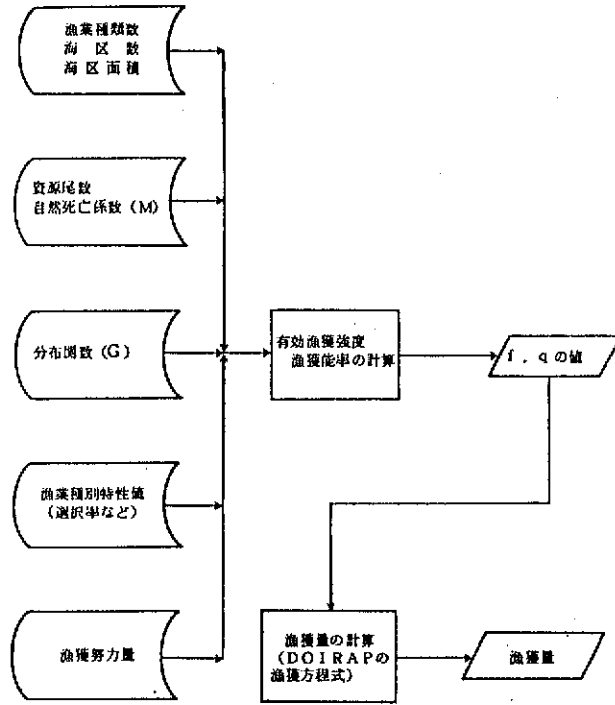 漁業種類数
海区数
海区面積
資源尾数
自然死亡係数（M）
分布関数（G）
有効漁獲強度
漁獲能率の計算
f，qの値
漁業種別特性値
（選択率など）
漁獲努力量
漁獲量の計算
（DOIRAPの
漁獲方程式）
漁獲量